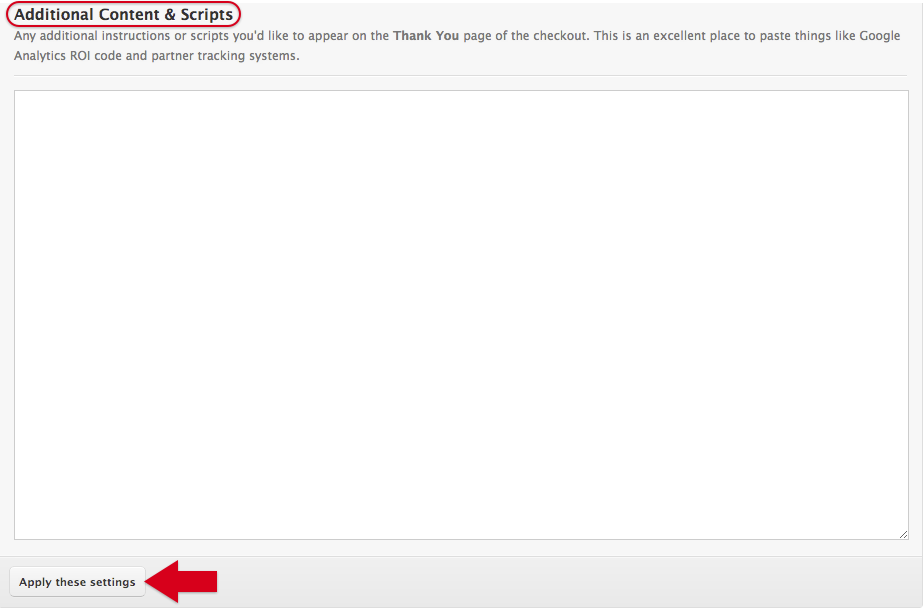 Additional Content & Scripts
Any additional instructions or scripts you'd like to appear on the Thank You page of the checkout. This is an excellent place to paste things like Google
Analytics ROI code and partner tracking systems.
Apply these settings